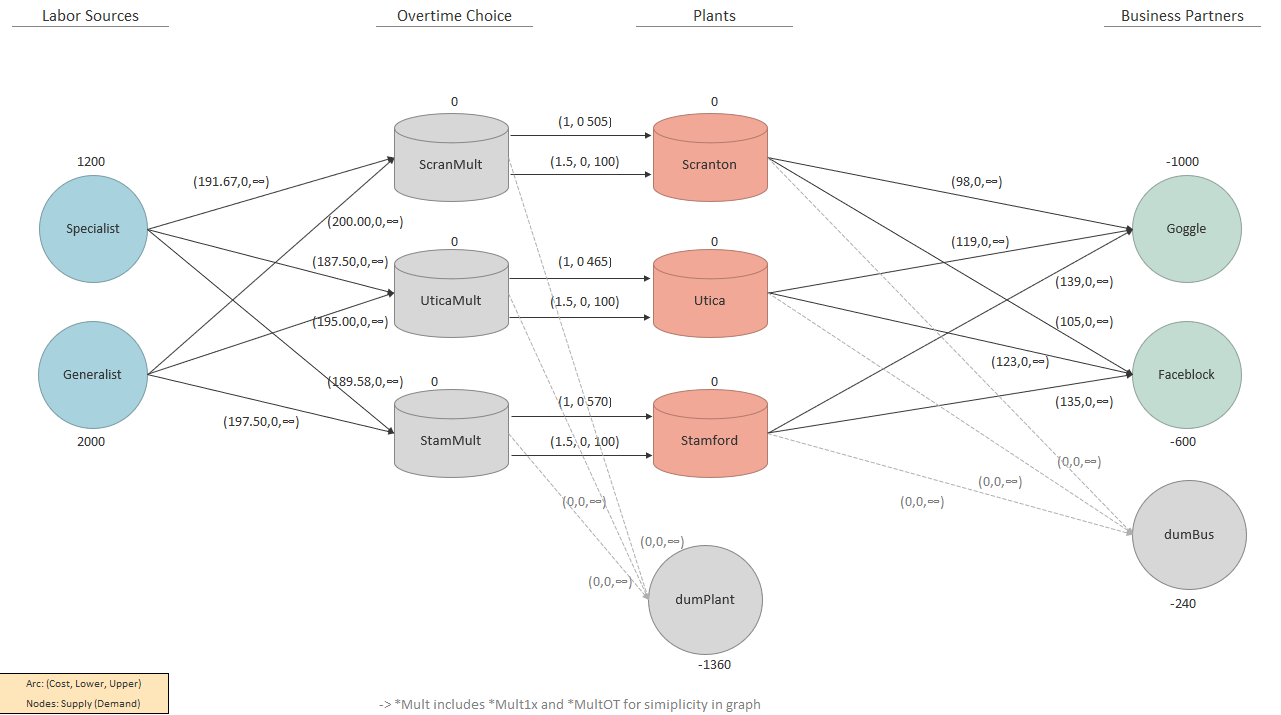 Labor Sources
Overtime Choice
Plants
Business Partners
0
0
(1, 0 505)
1200
ScranMult
(1.5, 0, 100)
Scranton
-1000
(191.67,0,∞)
(98,0,∞)
Specialist
(200.00,0,∞)
Goggle
0
0
(119,0,∞)
(187.50,0,∞)
(1, 0 465)
(139,0,∞)
UticaMult
(1.5, 0, 100)
Utica
(195.00,0,∞)
(105,0,∞)
(123,0,∞)
Generalist
Faceblock
(189.58,0,∞)
0
0
(1, 0 570)
(135,0,∞)
(197.50,0,∞)
2000
StamMult
(1.5, 0, 100)
Stamford
-600
(0,0,∞)
(0,0,∞)
(0,0,∞)
(0,0,∞)
(0,0,∞)
dumBus
(0,0,∞)
dumPlant
-240
-1360
Arc: (Cost, Lower, Upper)
Nodes: Supply (Demand)
-> *Mult includes *Mult1x and *MultOT for simiplicity in graph